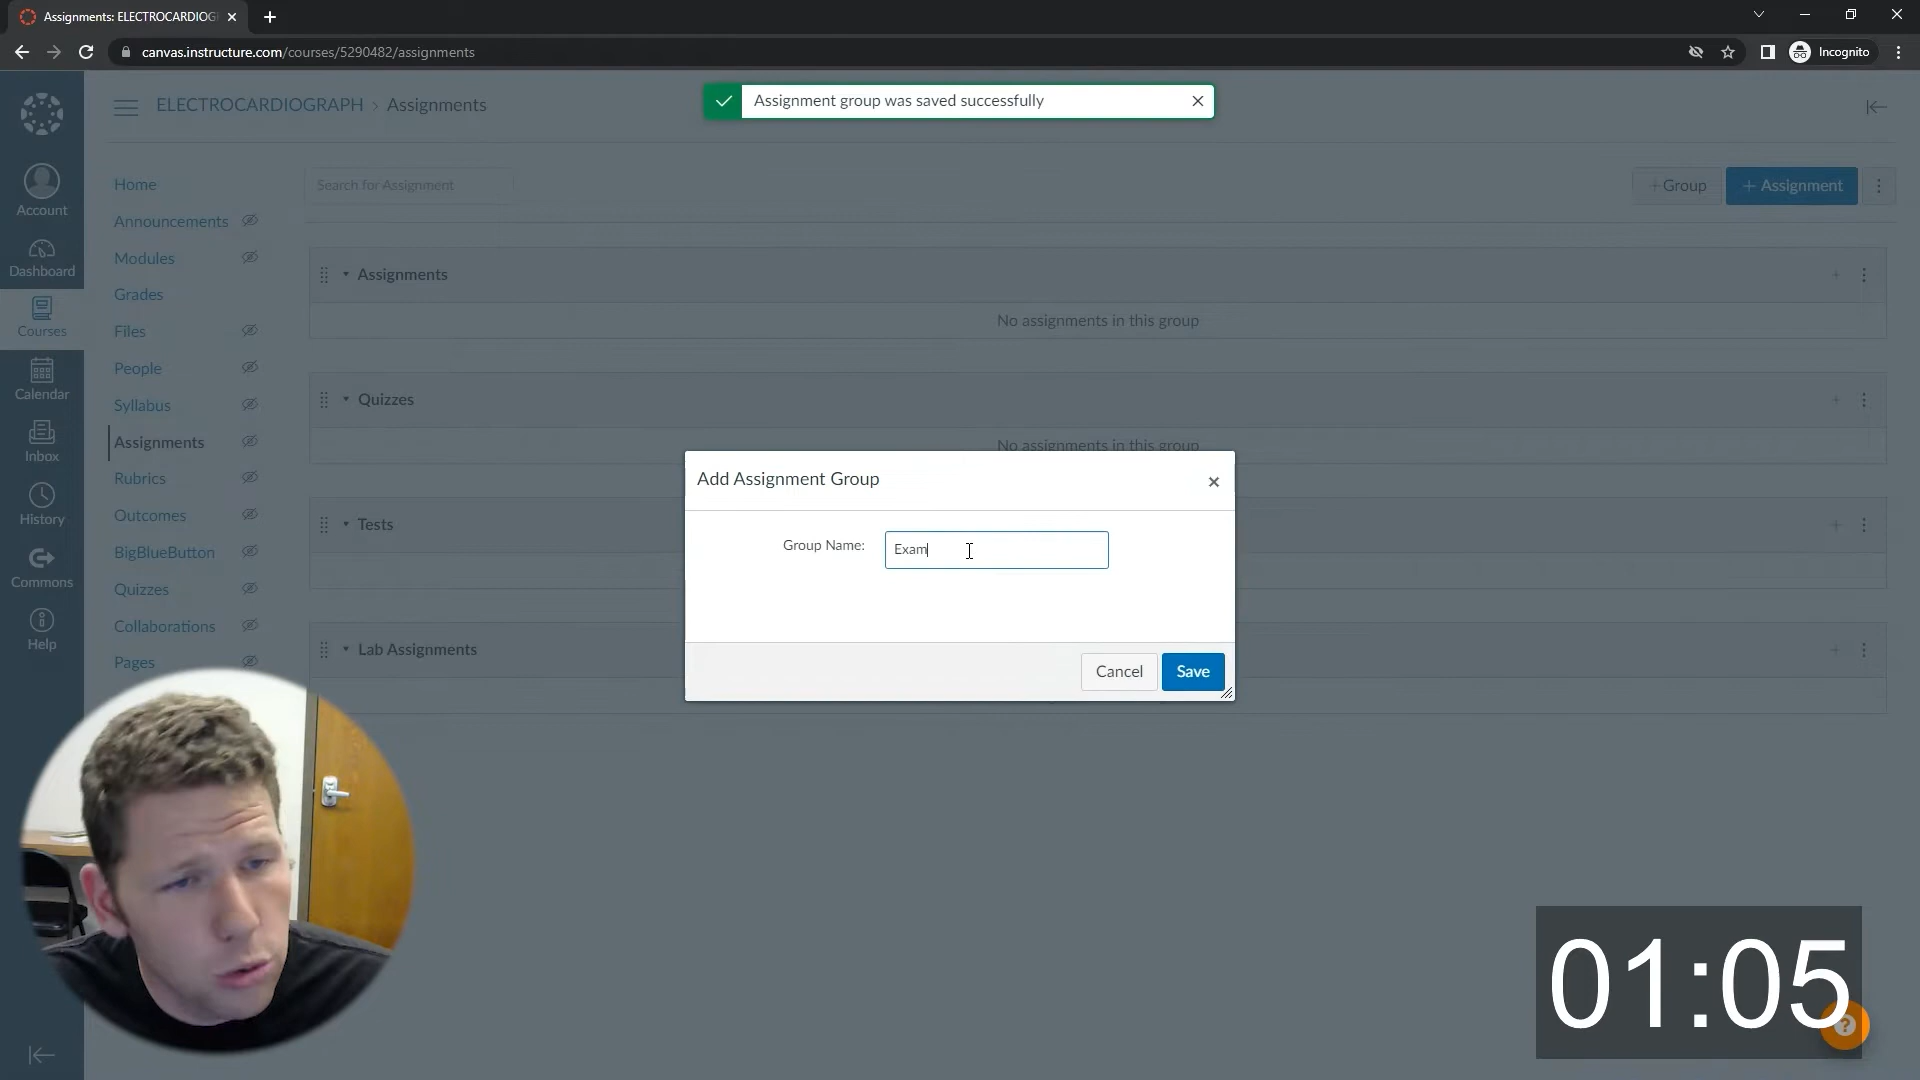 Assignments: ELECTROCARDIOG
canvas.instructure.com/courses/5290482/assignments
Incognito
ELECTROCARDIOGRAPH > Assignments
Assignment group was saved successfully
Account
Dashboard
Courses
Calendar
Inbox
History
Commons
Help
Home
Announcements
Modules
Grades
Files
People
Syllabus
Assignments
Rubrics
Outcomes
BigBlueButton
Quizzes
Collaborations
Pages
Search for Assignment
+ Group
+ Assignment
Assignments
No assignments in this group
Quizzes
No assignments in this group
Tests
Lab Assignments
Add Assignment Group
Group Name:
Exam
Cancel
Save
01:05
?